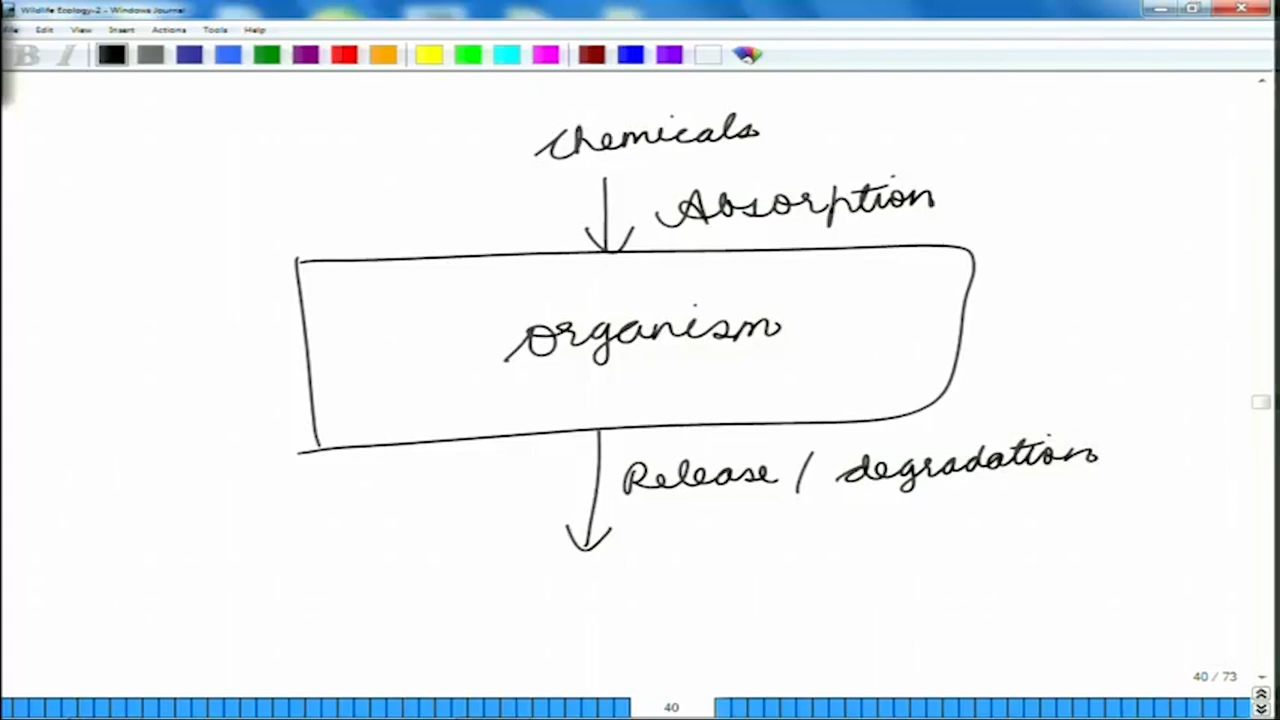 Wildlife Ecology-2 - Windows Journal
Edit View Insert Actions Tools Help
B I
chemicals
Absorption
organism
Release / degradation
40 / 73
40